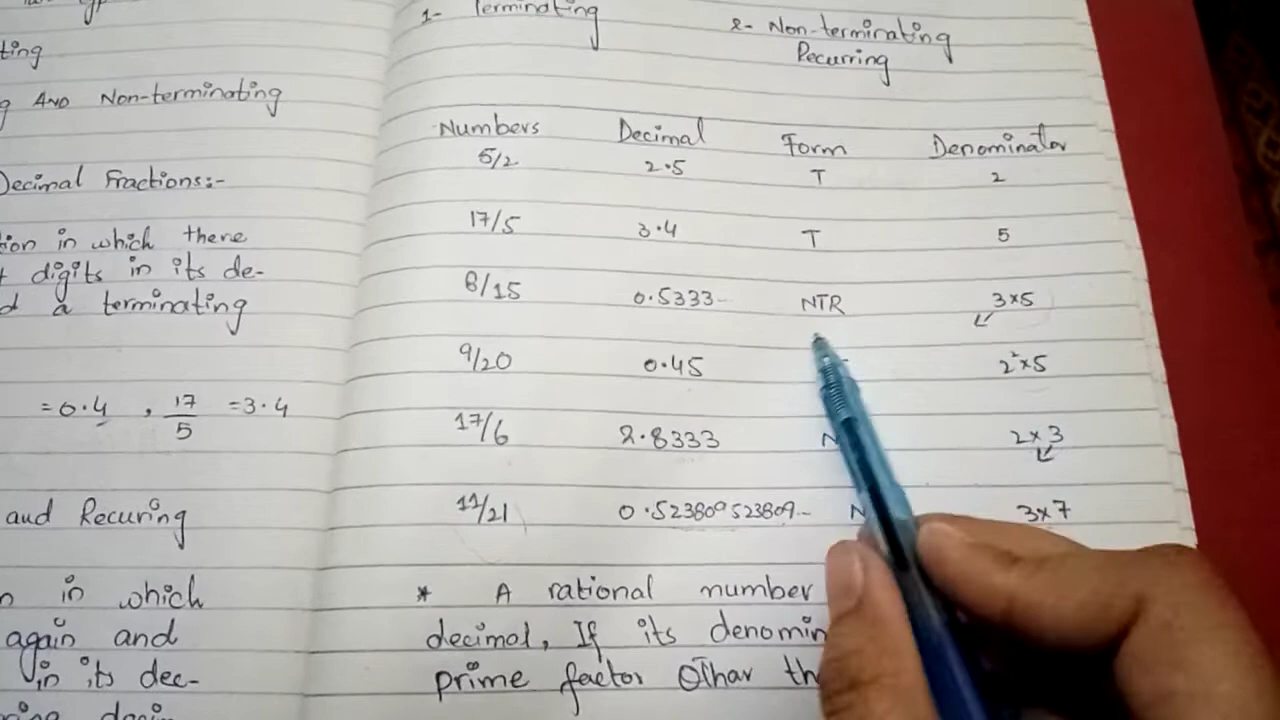 ting
g AND Non-terminating
Decimal Fractions:-
tion in which there
digits in its de-
d a terminating
= 0.4 , 17/5 = 3.4
and Recuring
n in which
again and
in its dec-
1- Terminating
2- Non-terminating
Recurring
Numbers Decimal Form Denominator
5/2 2.5 T 2
17/5 3.4 T 5
8/15 0.5333- NTR 3×5
9/20 0.45 2²×5
17/6 2.8333 N 2×3
11/21 0.523809523809.. N 3×7
* A rational number
decimal, If its denomin
prime factor Othar th